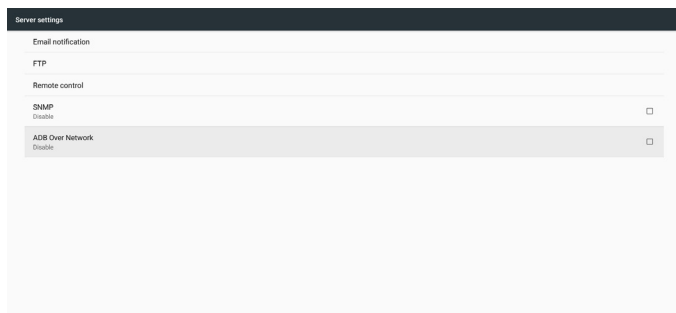 Server settings
Email notification
FTP
Remote control
SNMP
Disable
ADB Over Network
Disable